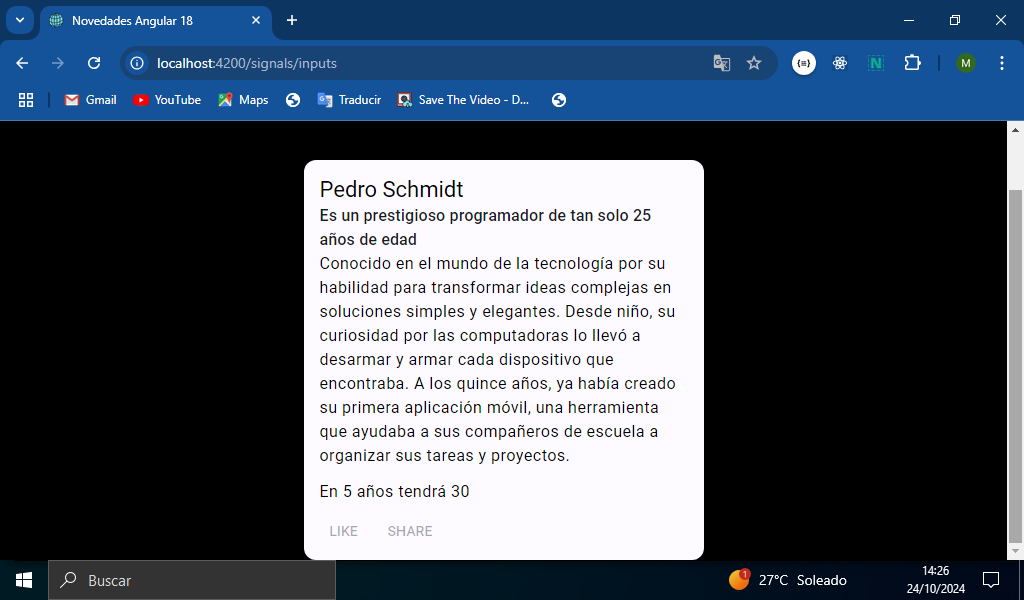 Novedades Angular 18
localhost:4200/signals/inputs
M
Gmail
YouTube
Maps
Traducir
Save The Video - D...
Pedro Schmidt
Es un prestigioso programador de tan solo 25
años de edad
Conocido en el mundo de la tecnología por su
habilidad para transformar ideas complejas en
soluciones simples y elegantes. Desde niño, su
curiosidad por las computadoras lo llevó a
desarmar y armar cada dispositivo que
encontraba. A los quince años, ya había creado
su primera aplicación móvil, una herramienta
que ayudaba a sus compañeros de escuela a
organizar sus tareas y proyectos.
En 5 años tendrá 30
LIKE SHARE
Buscar
1
27°C Soleado
14:26
24/10/2024